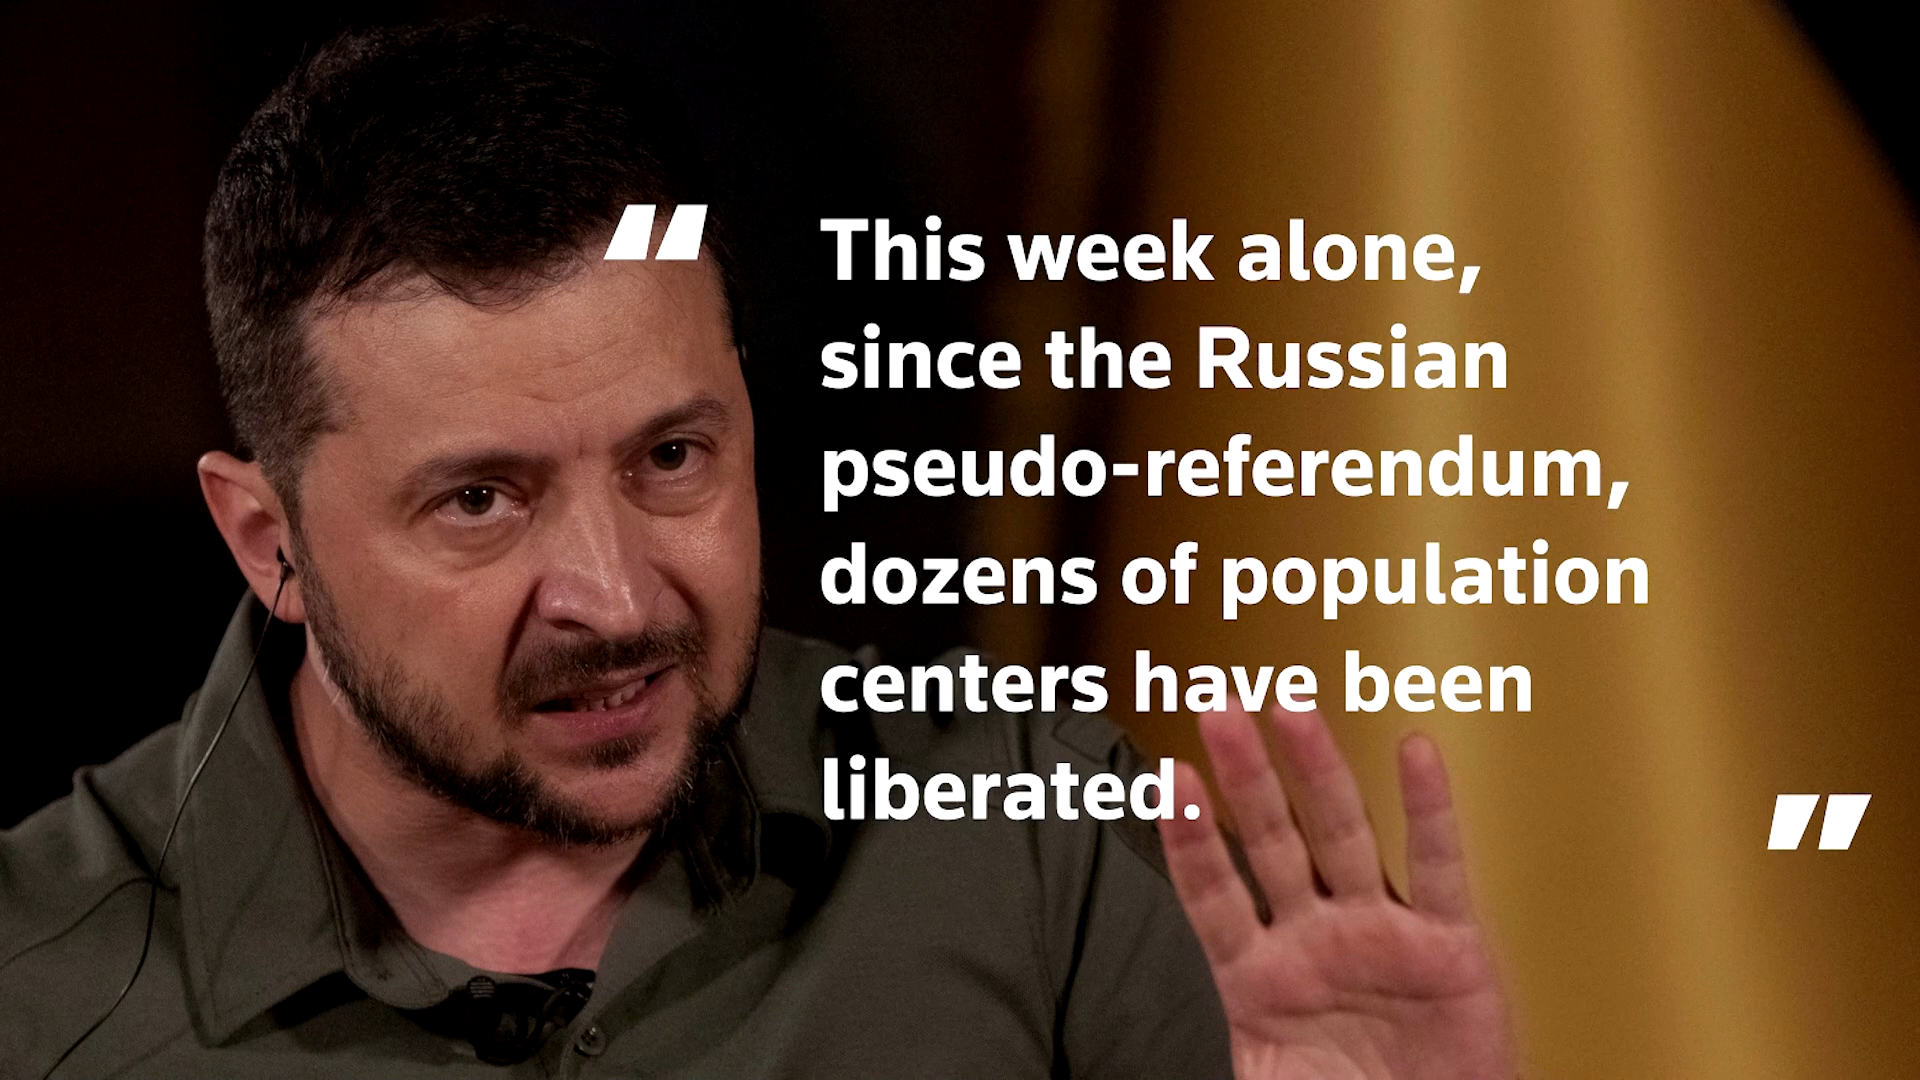 “ This week alone,
since the Russian
pseudo-referendum,
dozens of population
centers have been
liberated. ”